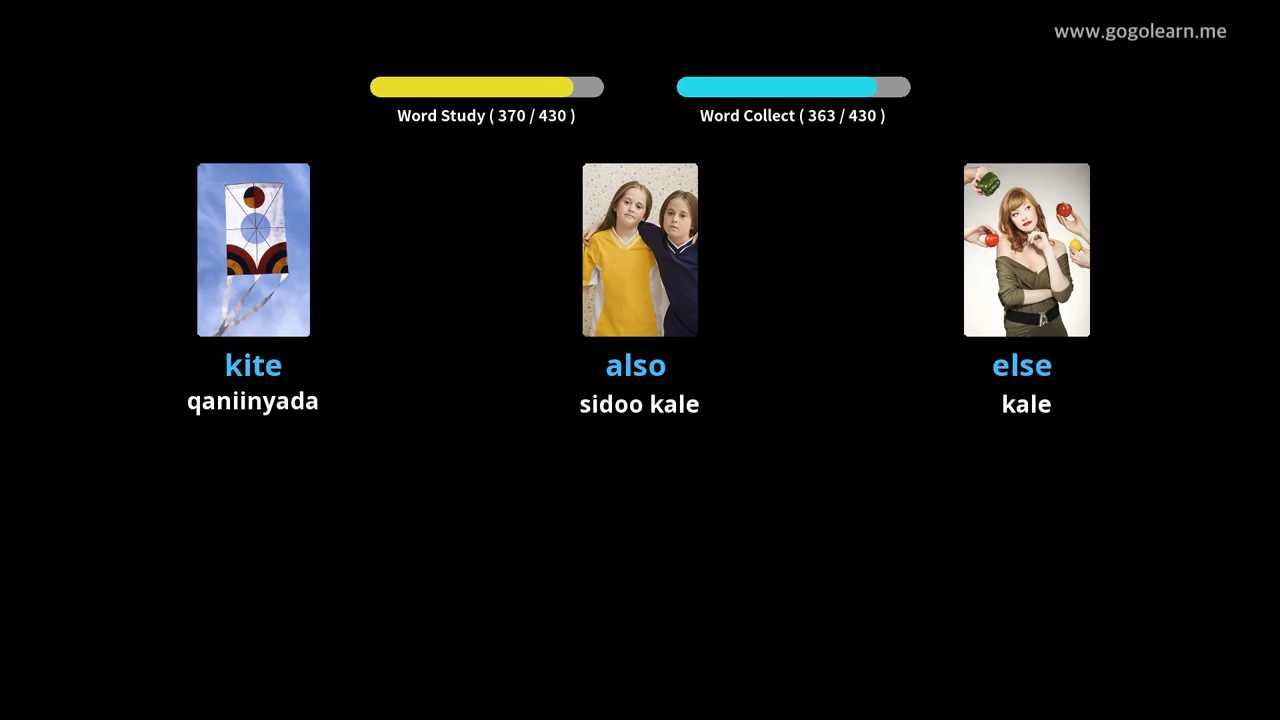 www.gogolearn.me
Word Study ( 370 / 430 )
Word Collect ( 363 / 430 )
kite
qaniinyada
also
sidoo kale
else
kale